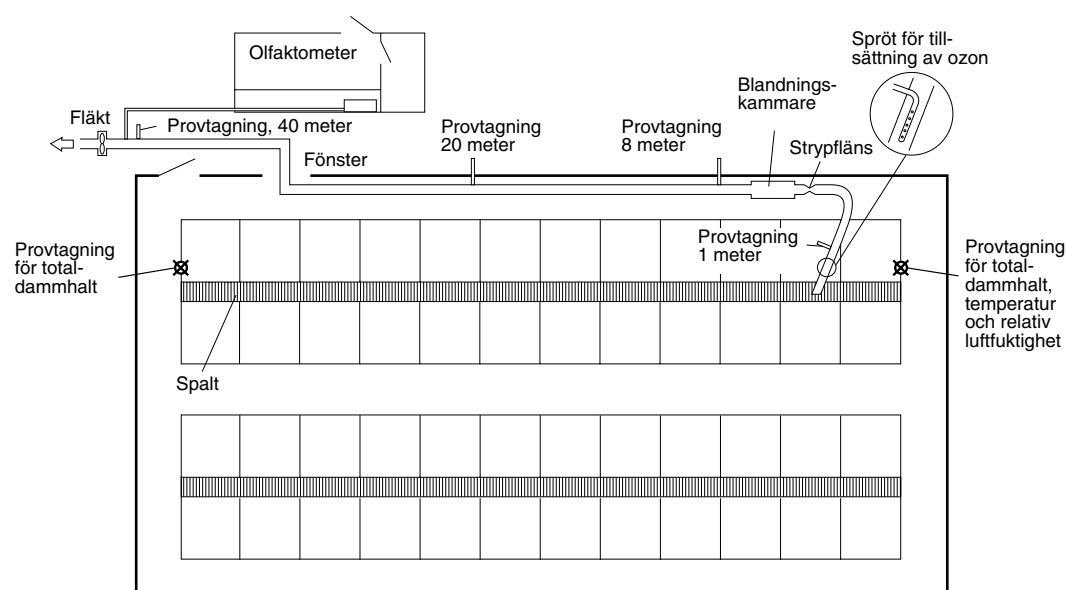 Olfaktometer
Spröt för till-
sättning av ozon
Blandnings-
kammare
Fläkt
Provtagning, 40 meter
Provtagning
20 meter
Provtagning
8 meter
Strypfläns
Fönster
Provtagning
1 meter
Provtagning
för total-
dammhalt
Provtagning
för total-
dammhalt,
temperatur
och relativ
luftfuktighet
Spalt